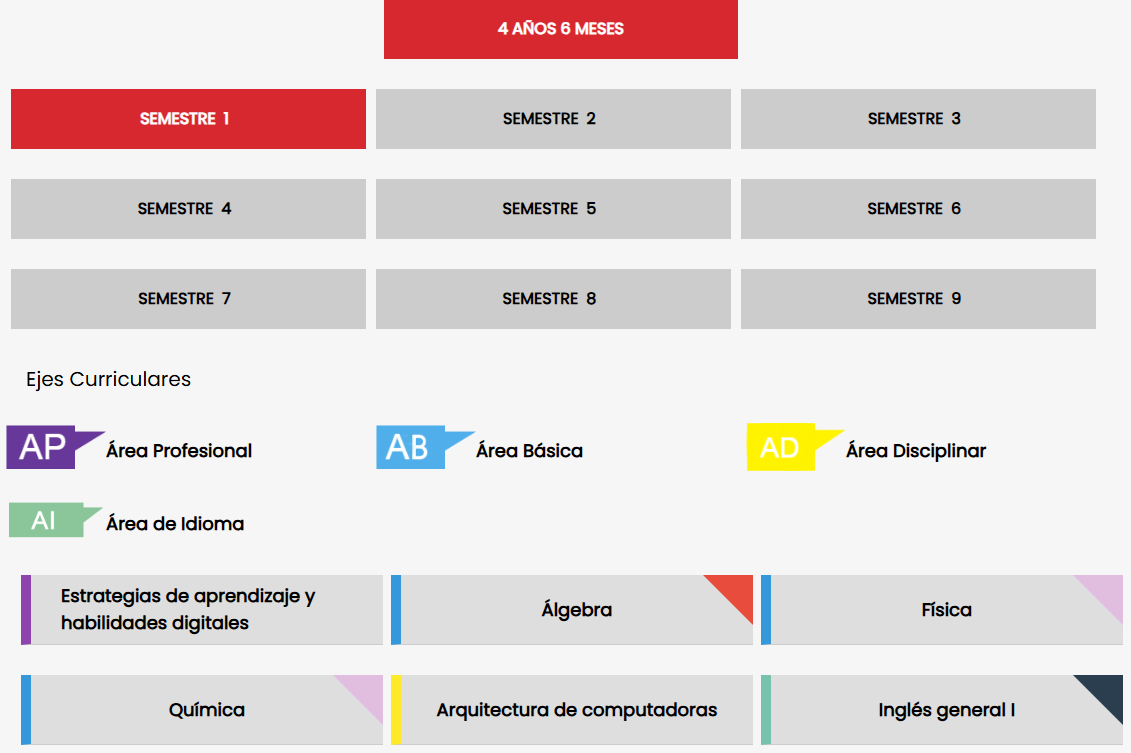 4 AÑOS 6 MESES
SEMESTRE 1
SEMESTRE 2
SEMESTRE 3
SEMESTRE 4
SEMESTRE 5
SEMESTRE 6
SEMESTRE 7
SEMESTRE 8
SEMESTRE 9
Ejes Curriculares
AP Área Profesional
AB Área Básica
AD Área Disciplinar
AI Área de Idioma
Estrategias de aprendizaje y
habilidades digitales
Álgebra
Física
Química
Arquitectura de computadoras
Inglés general I